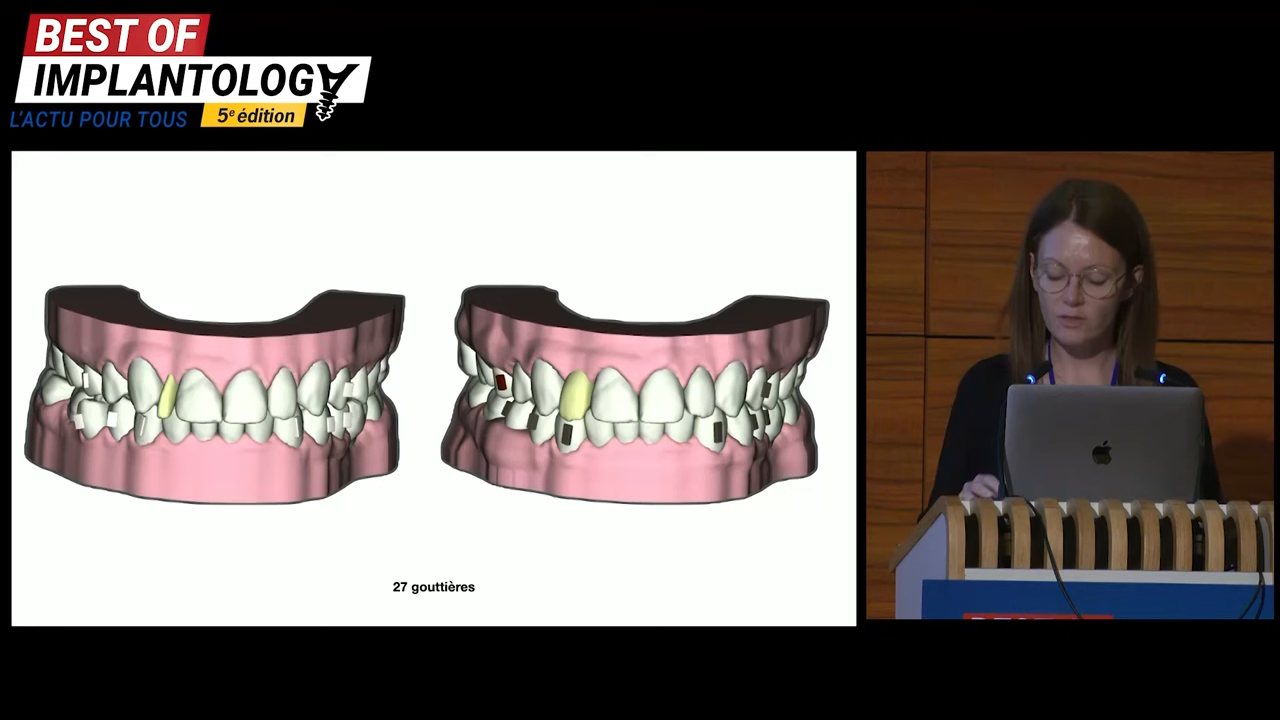 BEST OF
IMPLANTOLOGY
L'ACTU POUR TOUS
5e édition
27 gouttières